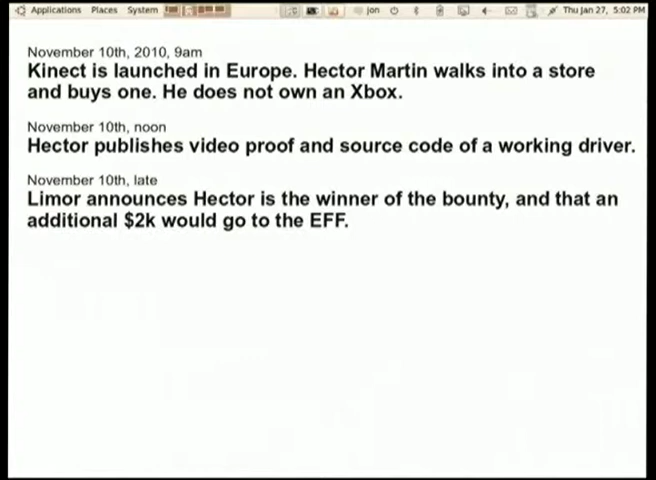 Applications Places System jon Thu Jan 27, 5:02 PM
November 10th, 2010, 9am
Kinect is launched in Europe. Hector Martin walks into a store
and buys one. He does not own an Xbox.
November 10th, noon
Hector publishes video proof and source code of a working driver.
November 10th, late
Limor announces Hector is the winner of the bounty, and that an
additional $2k would go to the EFF.